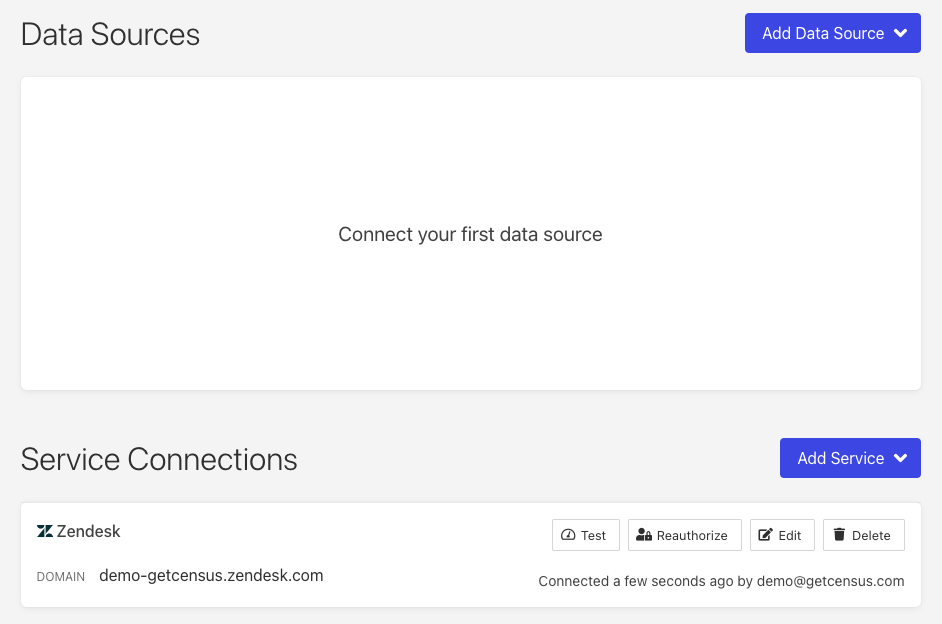 Data Sources
Add Data Source
Connect your first data source
Service Connections
Add Service
Zendesk
Test
Reauthorize
Edit
Delete
DOMAIN demo-getcensus.zendesk.com
Connected a few seconds ago by demo@getcensus.com